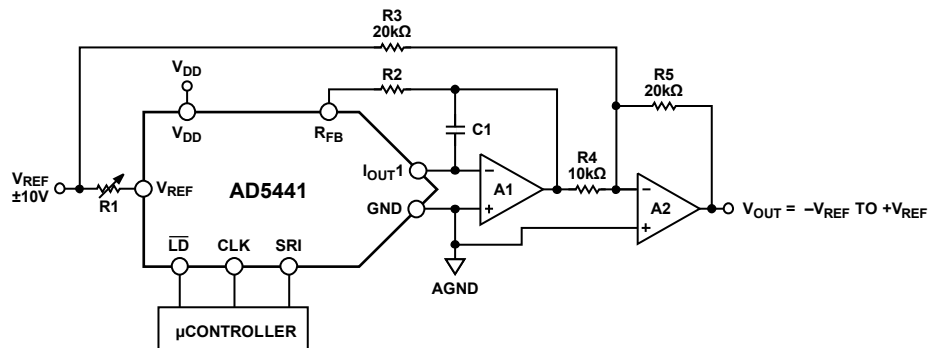 R3
20kΩ
R5
20kΩ
VDD
R2
VDD
RFB
C1
R4
10kΩ
VREF
±10V
R1
VREF
AD5441
IOUT1
GND
A1
A2
VOUT = –VREF TO +VREF
LD
CLK
SRI
AGND
µCONTROLLER
–
+
–
+